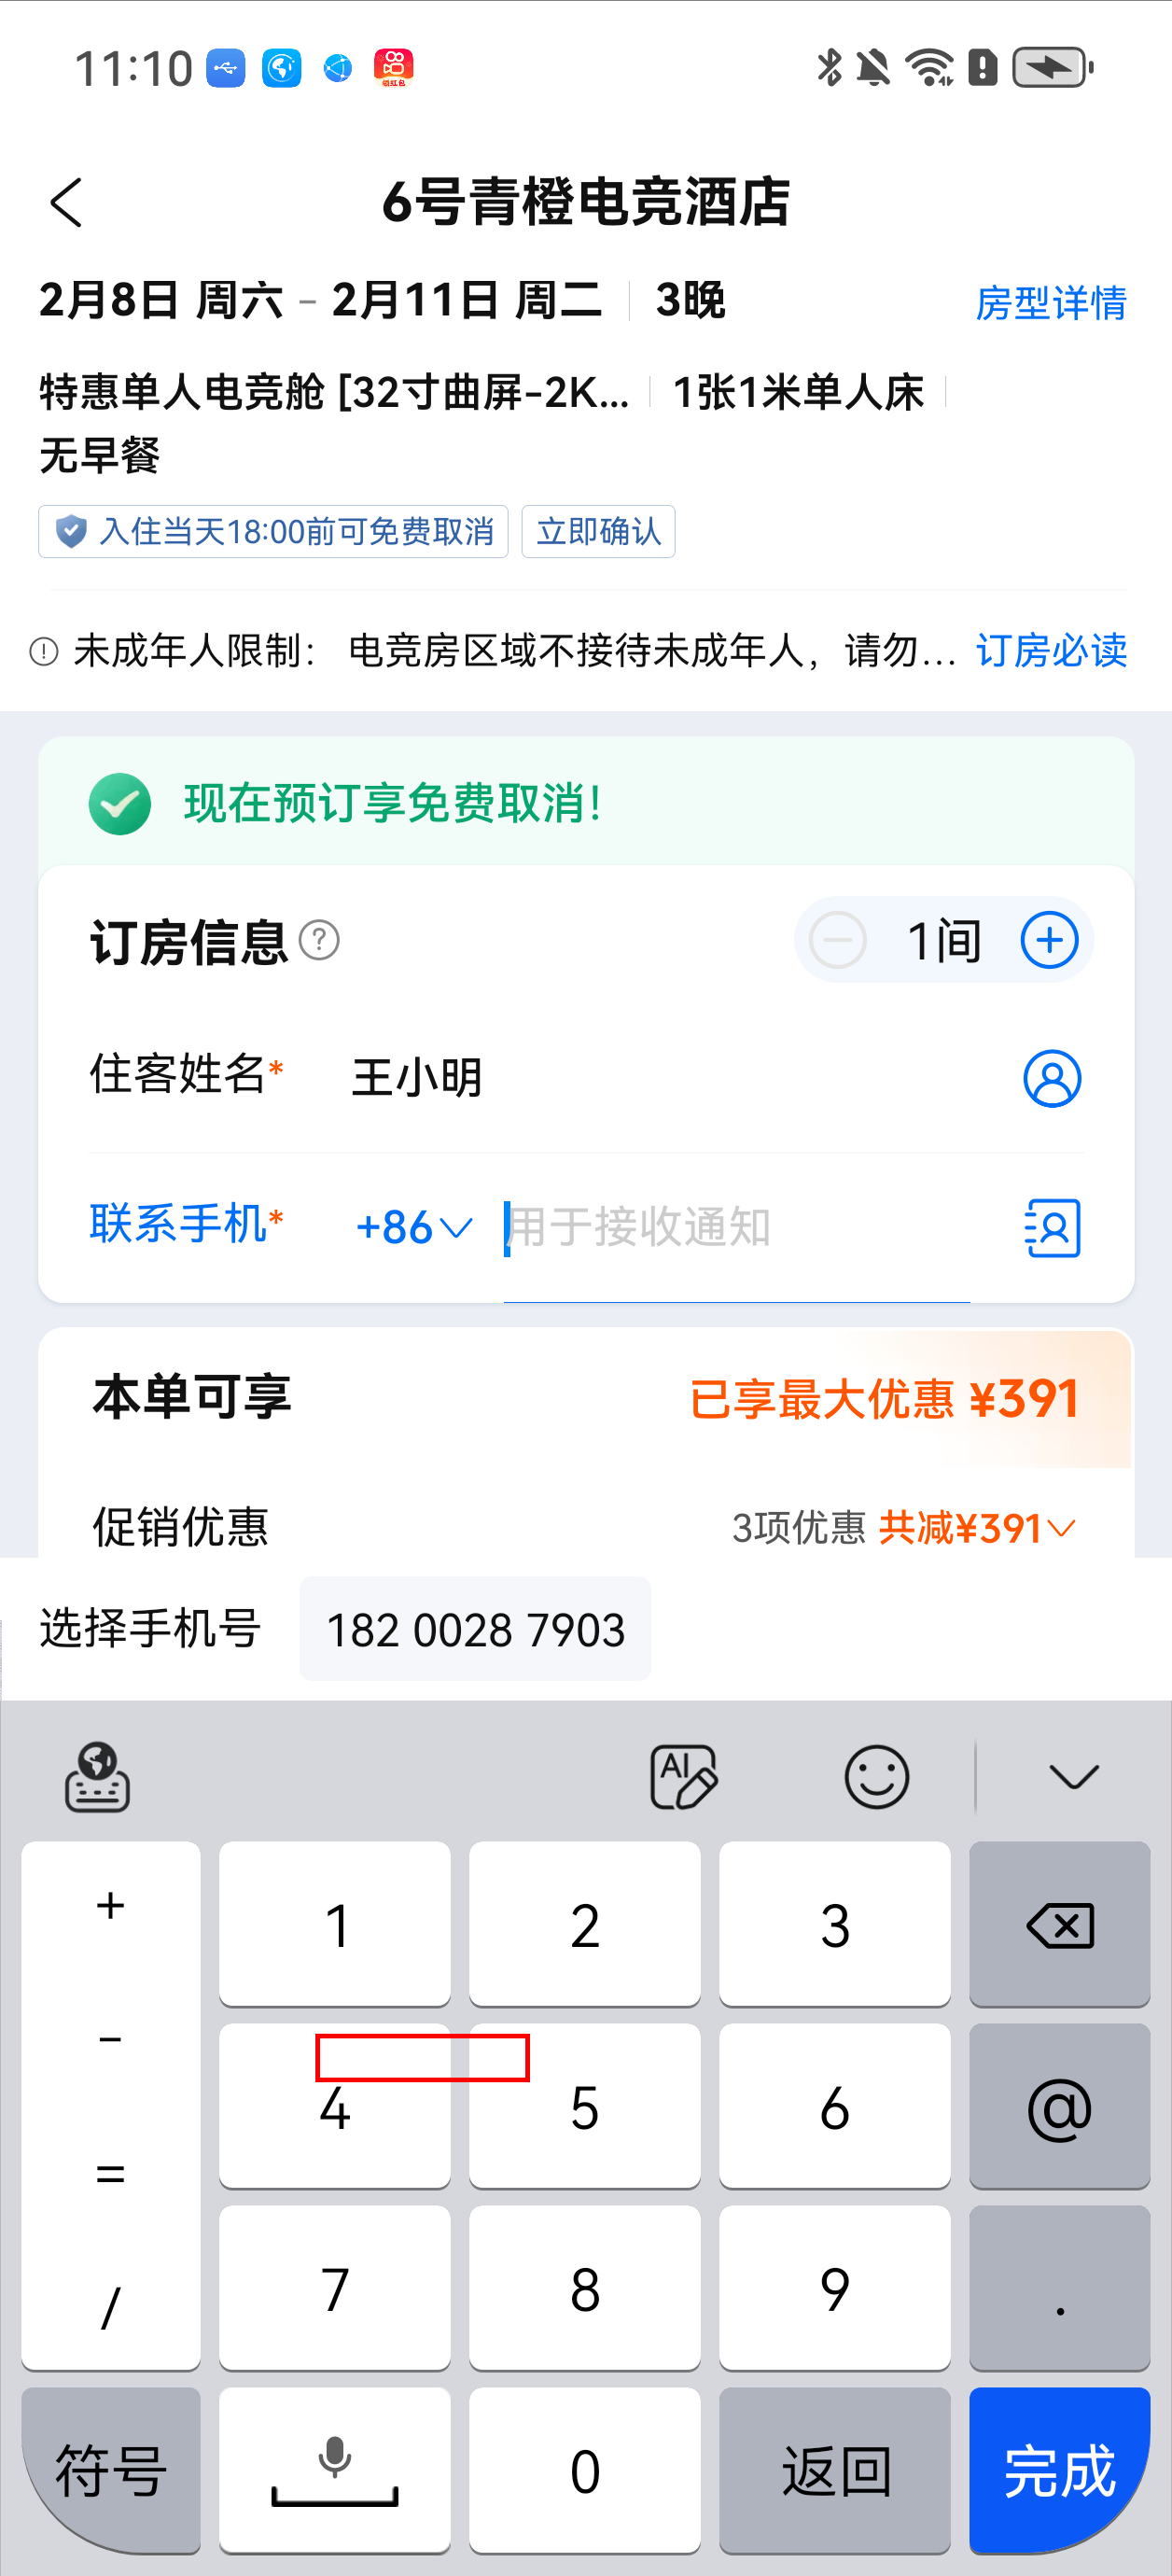 11:10
领红包
6号青橙电竞酒店
2月8日 周六 - 2月11日 周二 3晚 房型详情
特惠单人电竞舱 [32寸曲屏-2K... 1张1米单人床
无早餐
入住当天18:00前可免费取消 立即确认
未成年人限制： 电竞房区域不接待未成年人，请勿... 订房必读
现在预订享免费取消！
订房信息 ? 1间
住客姓名* 王小明
联系手机* +86 用于接收通知
本单可享 已享最大优惠 ¥391
促销优惠 3项优惠 共减¥391
选择手机号 182 0028 7903
AI
+ 1 2 3
-
4 5 6 @
=
7 8 9 .
/
符号 0 返回 完成